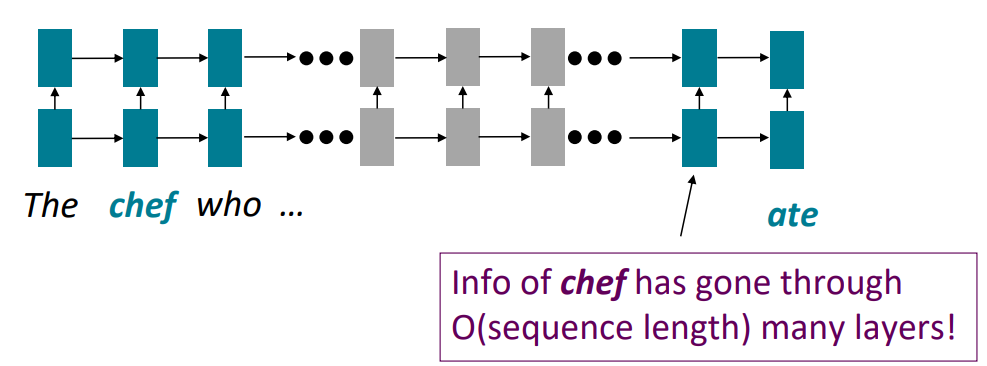 The chef who ...
ate
Info of chef has gone through
O(sequence length) many layers!